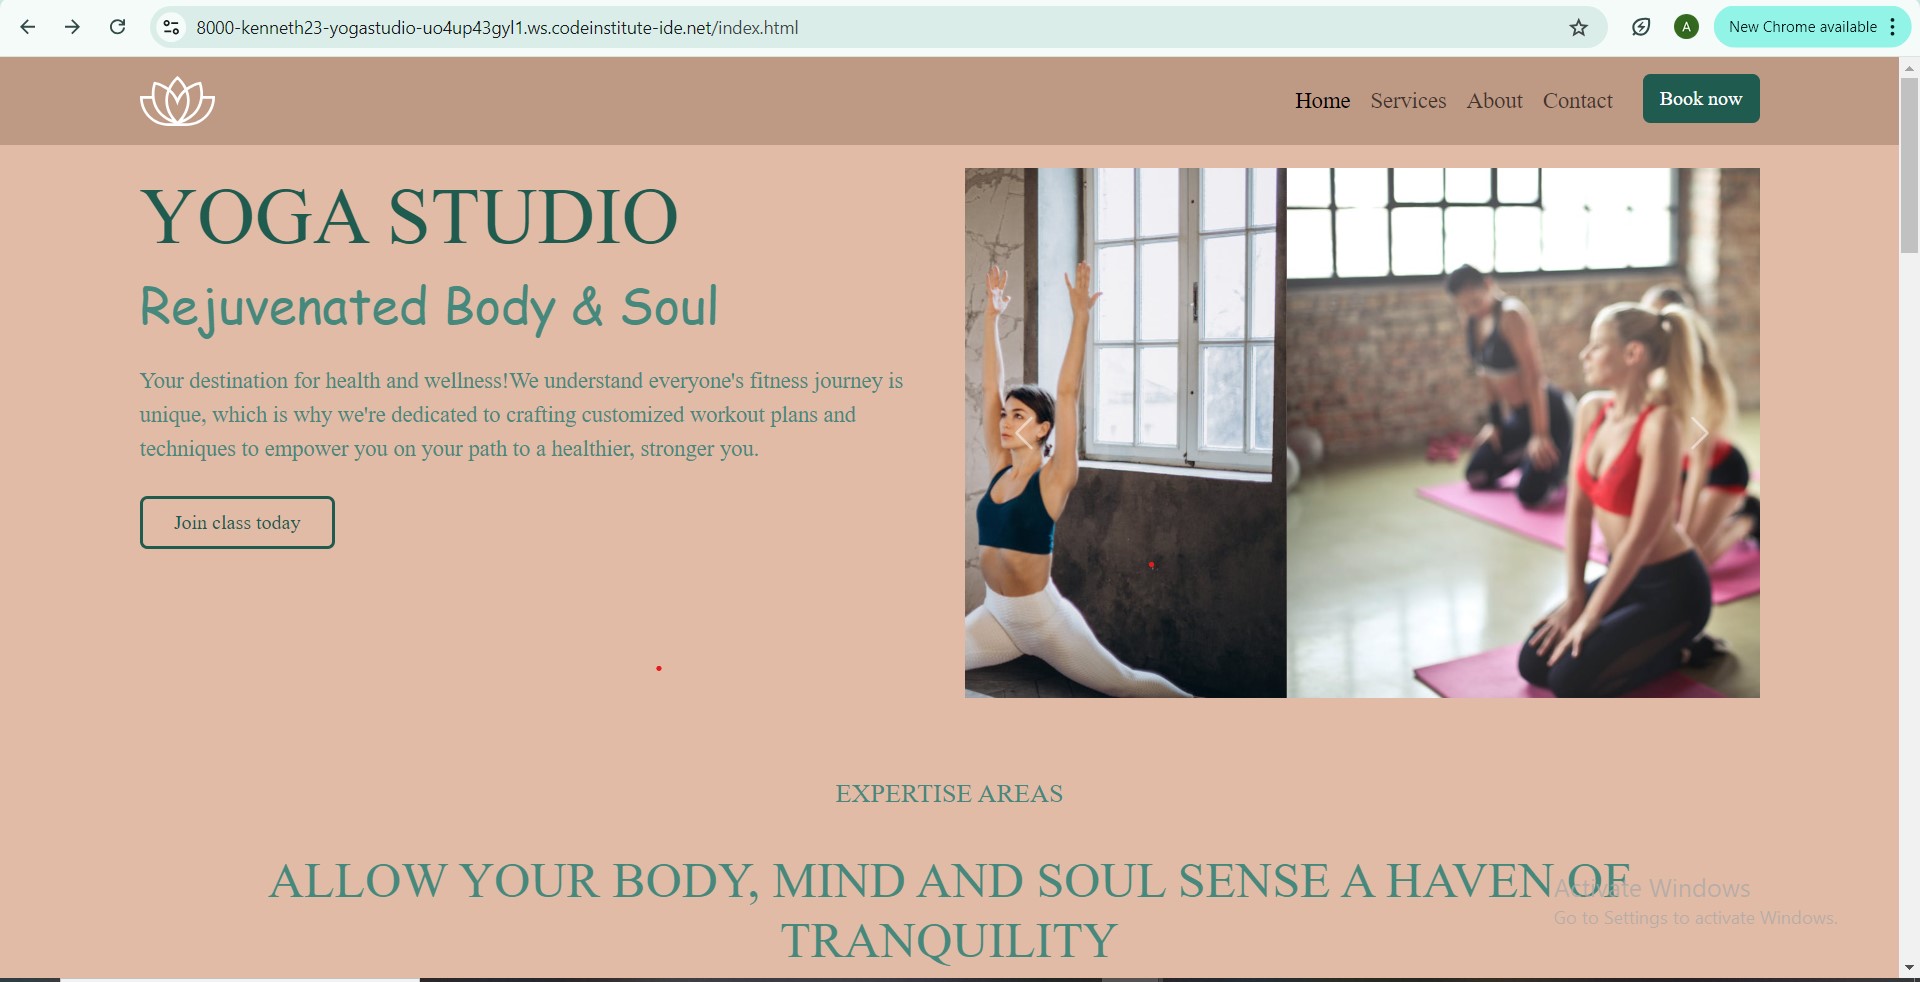 8000-kenneth23-yogastudio-uo4up43gyl1.ws.codeinstitute-ide.net/index.html
A
New Chrome available
Home Services About Contact Book now
YOGA STUDIO
Rejuvenated Body & Soul
Your destination for health and wellness!We understand everyone's fitness journey is
unique, which is why we're dedicated to crafting customized workout plans and
techniques to empower you on your path to a healthier, stronger you.
Join class today
EXPERTISE AREAS
ALLOW YOUR BODY, MIND AND SOUL SENSE A HAVEN OF
TRANQUILITY
Activate Windows
Go to Settings to activate Windows.